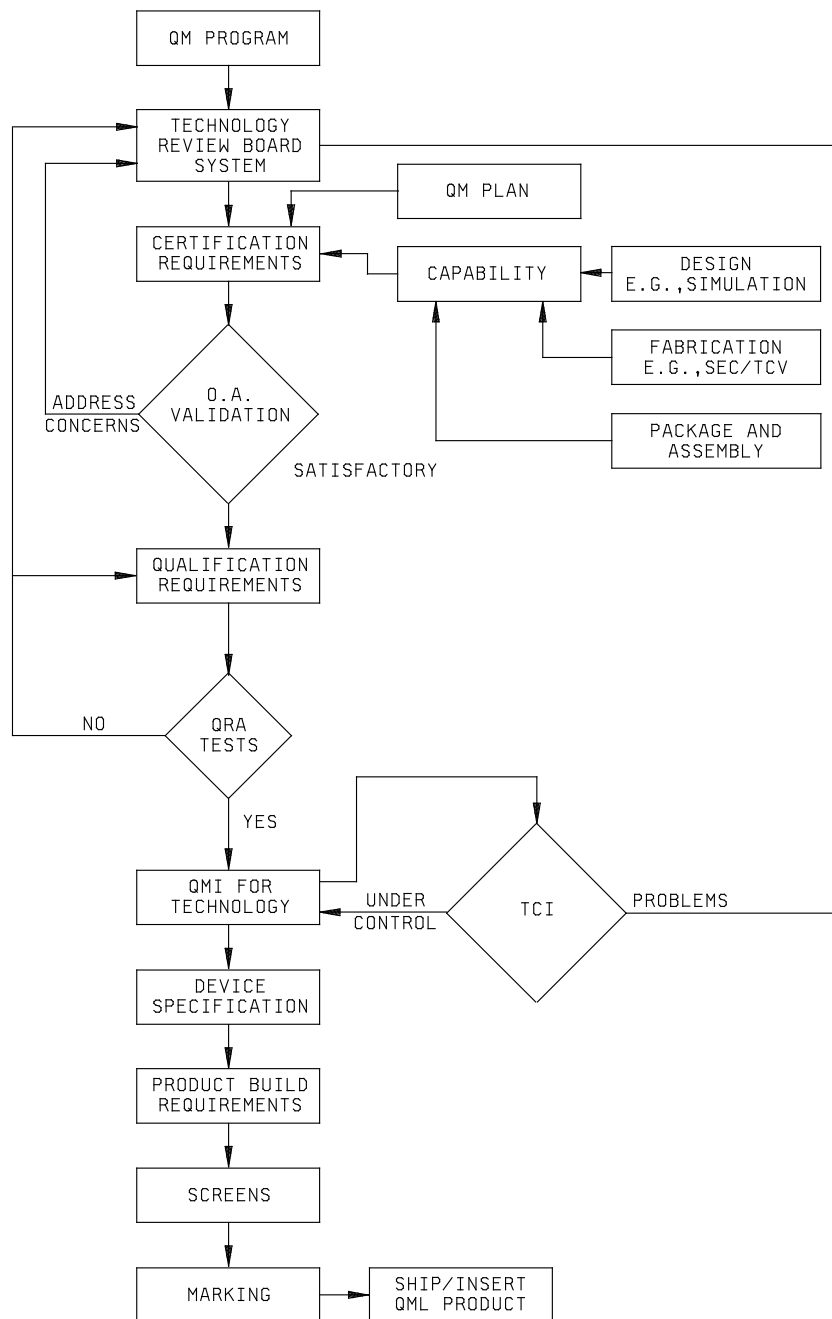 QM PROGRAM
TECHNOLOGY
REVIEW BOARD
SYSTEM
QM PLAN
CERTIFICATION
REQUIREMENTS
CAPABILITY
DESIGN
E.G.,SIMULATION
FABRICATION
E.G.,SEC/TCV
PACKAGE AND
ASSEMBLY
O.A.
VALIDATION
ADDRESS
CONCERNS
SATISFACTORY
QUALIFICATION
REQUIREMENTS
QRA
TESTS
NO
YES
QMI FOR
TECHNOLOGY
UNDER
CONTROL
TCI
PROBLEMS
DEVICE
SPECIFICATION
PRODUCT BUILD
REQUIREMENTS
SCREENS
MARKING
SHIP/INSERT
QML PRODUCT